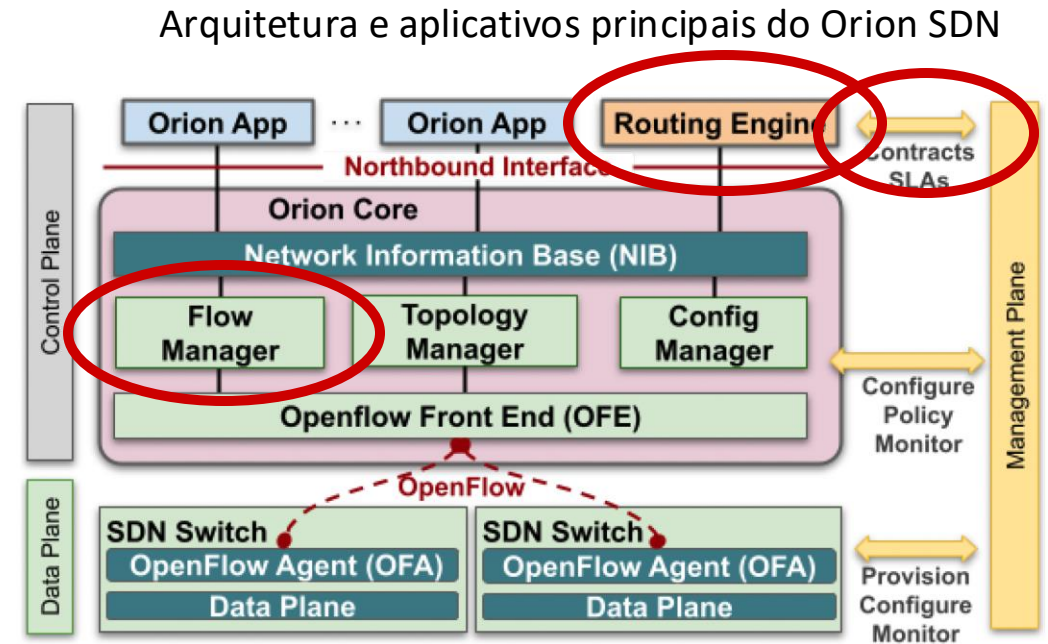 Arquitetura e aplicativos principais do Orion SDN
Orion App ... Orion App Routing Engine
Northbound Interface
Contracts
SLAs
Orion Core
Network Information Base (NIB)
Control Plane
Flow
Manager
Topology
Manager
Config
Manager
Openflow Front End (OFE)
Configure
Policy
Monitor
Management Plane
OpenFlow
Data Plane
SDN Switch
OpenFlow Agent (OFA)
Data Plane
SDN Switch
OpenFlow Agent (OFA)
Data Plane
Provision
Configure
Monitor